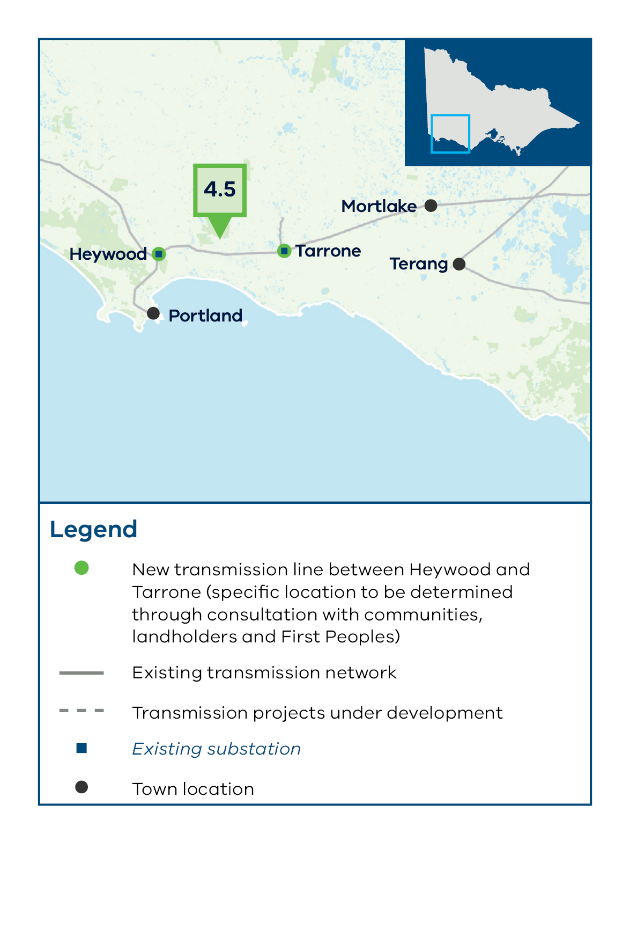 4.5
Mortlake
Heywood
Tarrone
Terang
Portland
Legend
New transmission line between Heywood and
Tarrone (specific location to be determined
through consultation with communities,
landholders and First Peoples)
Existing transmission network
Transmission projects under development
Existing substation
Town location